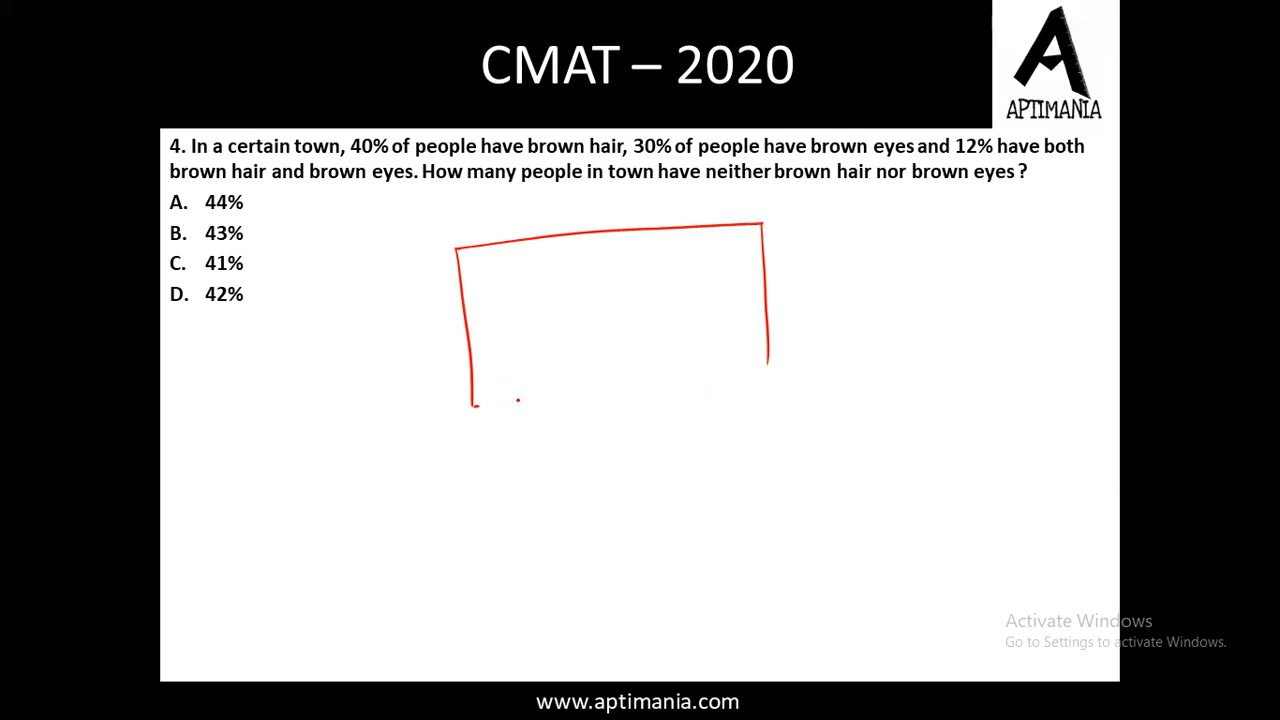 CMAT – 2020
APTIMANIA
4. In a certain town, 40% of people have brown hair, 30% of people have brown eyes and 12% have both
brown hair and brown eyes. How many people in town have neither brown hair nor brown eyes ?
A. 44%
B. 43%
C. 41%
D. 42%
Activate Windows
Go to Settings to activate Windows.
www.aptimania.com